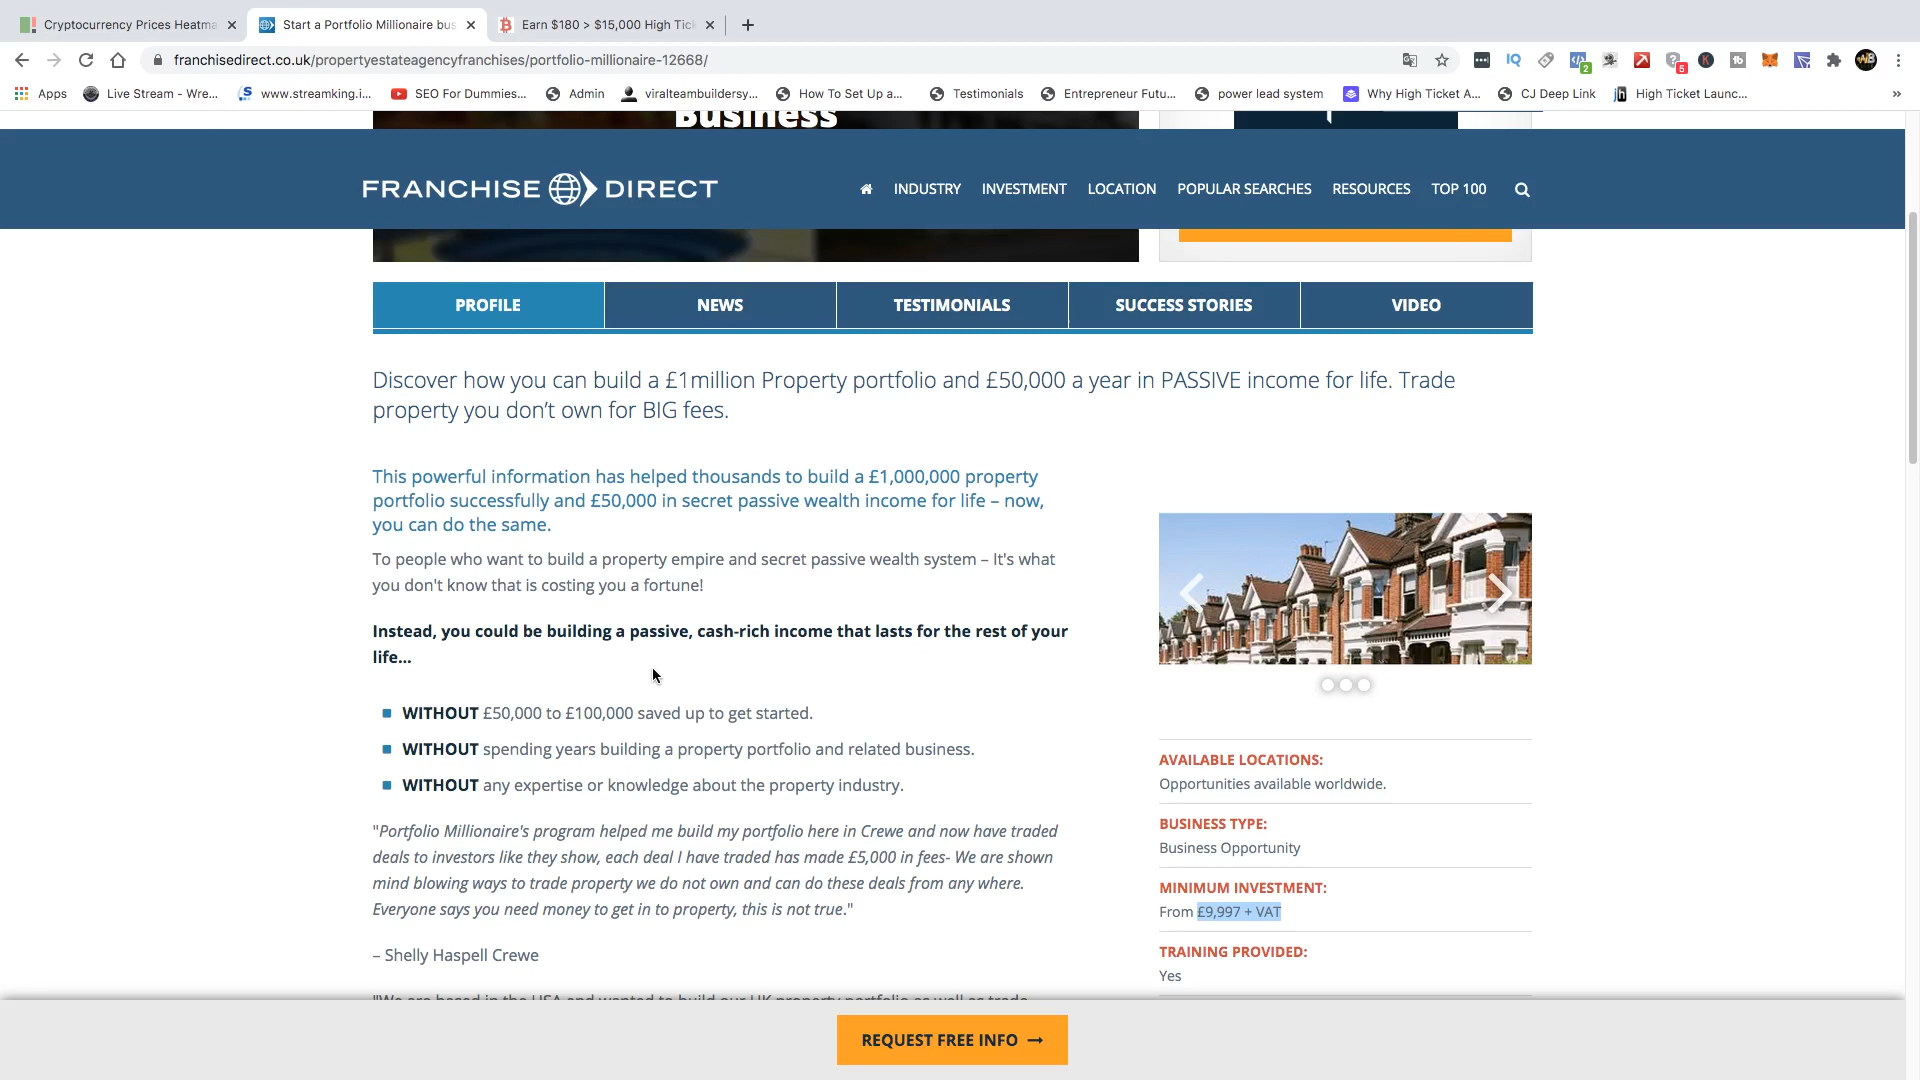 Cryptocurrency Prices Heatma
Start a Portfolio Millionaire bus
Earn $180 > $15,000 High Tick
franchisedirect.co.uk/propertyestateagencyfranchises/portfolio-millionaire-12668/
IQ
2
5
K
Apps
Live Stream - Wre...
www.streamking.i...
SEO For Dummies...
Admin
viralteambuildersy...
How To Set Up a...
Testimonials
Entrepreneur Futu...
power lead system
Why High Ticket A...
CJ Deep Link
High Ticket Launc...
»
Business
FRANCHISE DIRECT
INDUSTRY
INVESTMENT
LOCATION
POPULAR SEARCHES
RESOURCES
TOP 100
PROFILE
NEWS
TESTIMONIALS
SUCCESS STORIES
VIDEO
Discover how you can build a £1million Property portfolio and £50,000 a year in PASSIVE income for life. Trade
property you don’t own for BIG fees.
This powerful information has helped thousands to build a £1,000,000 property
portfolio successfully and £50,000 in secret passive wealth income for life – now,
you can do the same.
To people who want to build a property empire and secret passive wealth system – It's what
you don't know that is costing you a fortune!
Instead, you could be building a passive, cash-rich income that lasts for the rest of your
life...
WITHOUT £50,000 to £100,000 saved up to get started.
WITHOUT spending years building a property portfolio and related business.
WITHOUT any expertise or knowledge about the property industry.
"Portfolio Millionaire's program helped me build my portfolio here in Crewe and now have traded
deals to investors like they show, each deal I have traded has made £5,000 in fees- We are shown
mind blowing ways to trade property we do not own and can do these deals from any where.
Everyone says you need money to get in to property, this is not true."
– Shelly Haspell Crewe
"We are based in the USA and wanted to build our UK property portfolio as well as trade
AVAILABLE LOCATIONS:
Opportunities available worldwide.
BUSINESS TYPE:
Business Opportunity
MINIMUM INVESTMENT:
From £9,997 + VAT
TRAINING PROVIDED:
Yes
REQUEST FREE INFO →